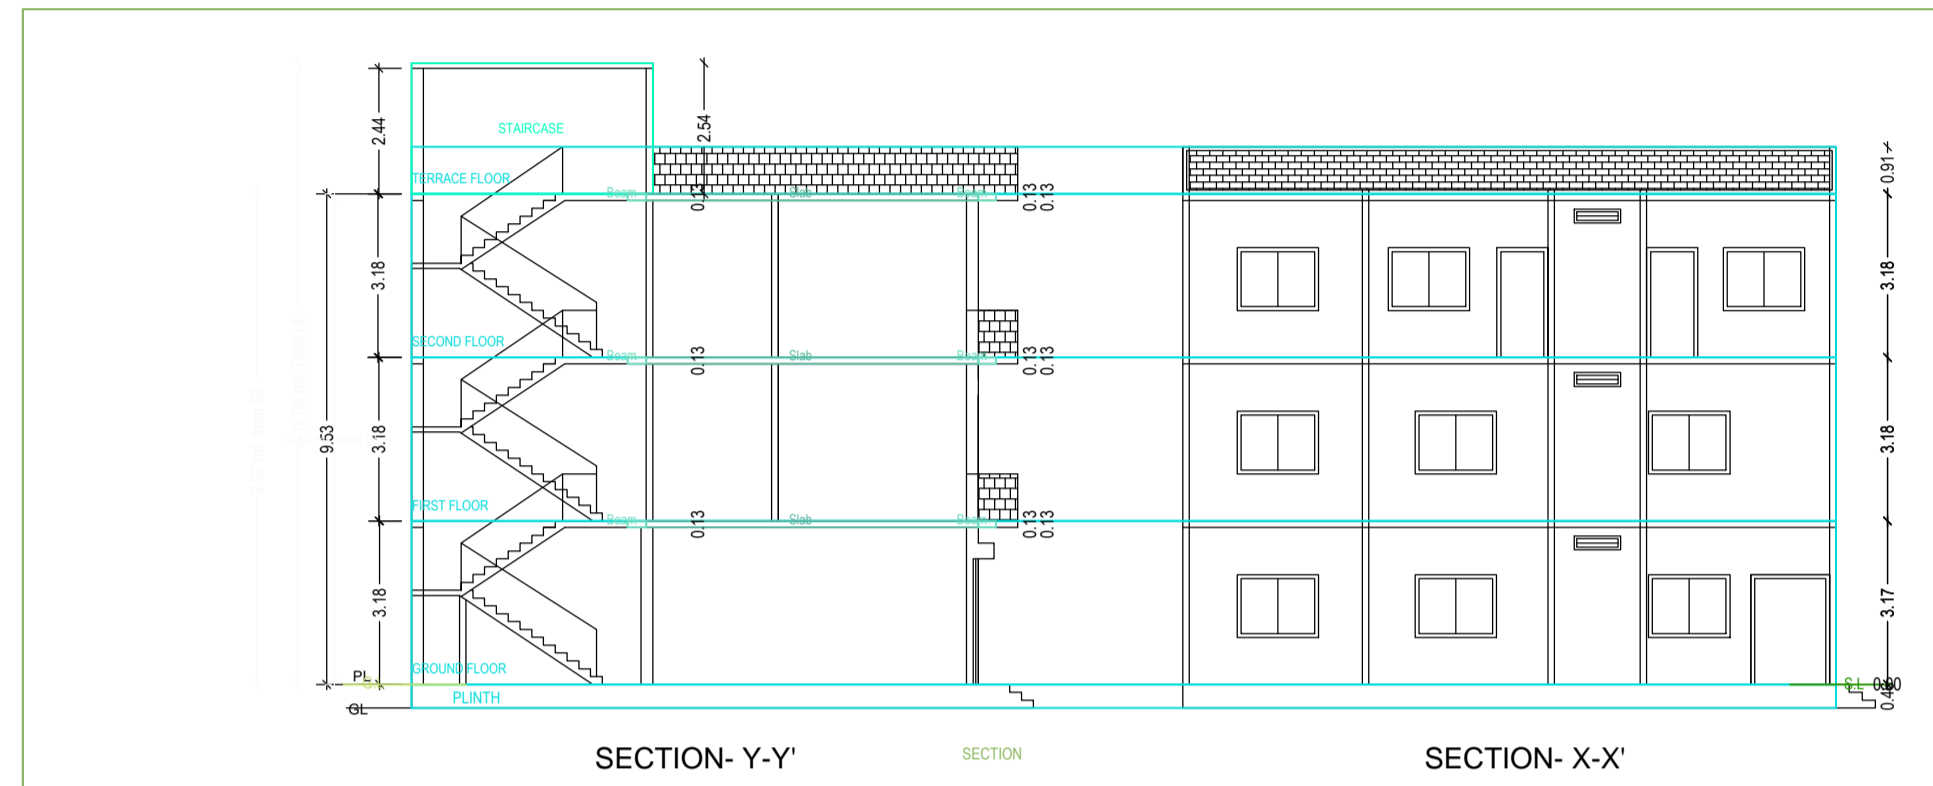 STAIRCASE
2.44
2.54
0.91
TERRACE FLOOR
Beam
Slab
Beam
0.13
0.13
0.13
3.18
3.18
9.53
SECOND FLOOR
Beam
Slab
Beam
0.13
0.13
0.13
3.18
3.18
FIRST FLOOR
Beam
Slab
Beam
0.13
0.13
0.13
3.18
3.17
GROUND FLOOR
PL
PLINTH
GL
S.L
SECTION- Y-Y'
SECTION
SECTION- X-X'